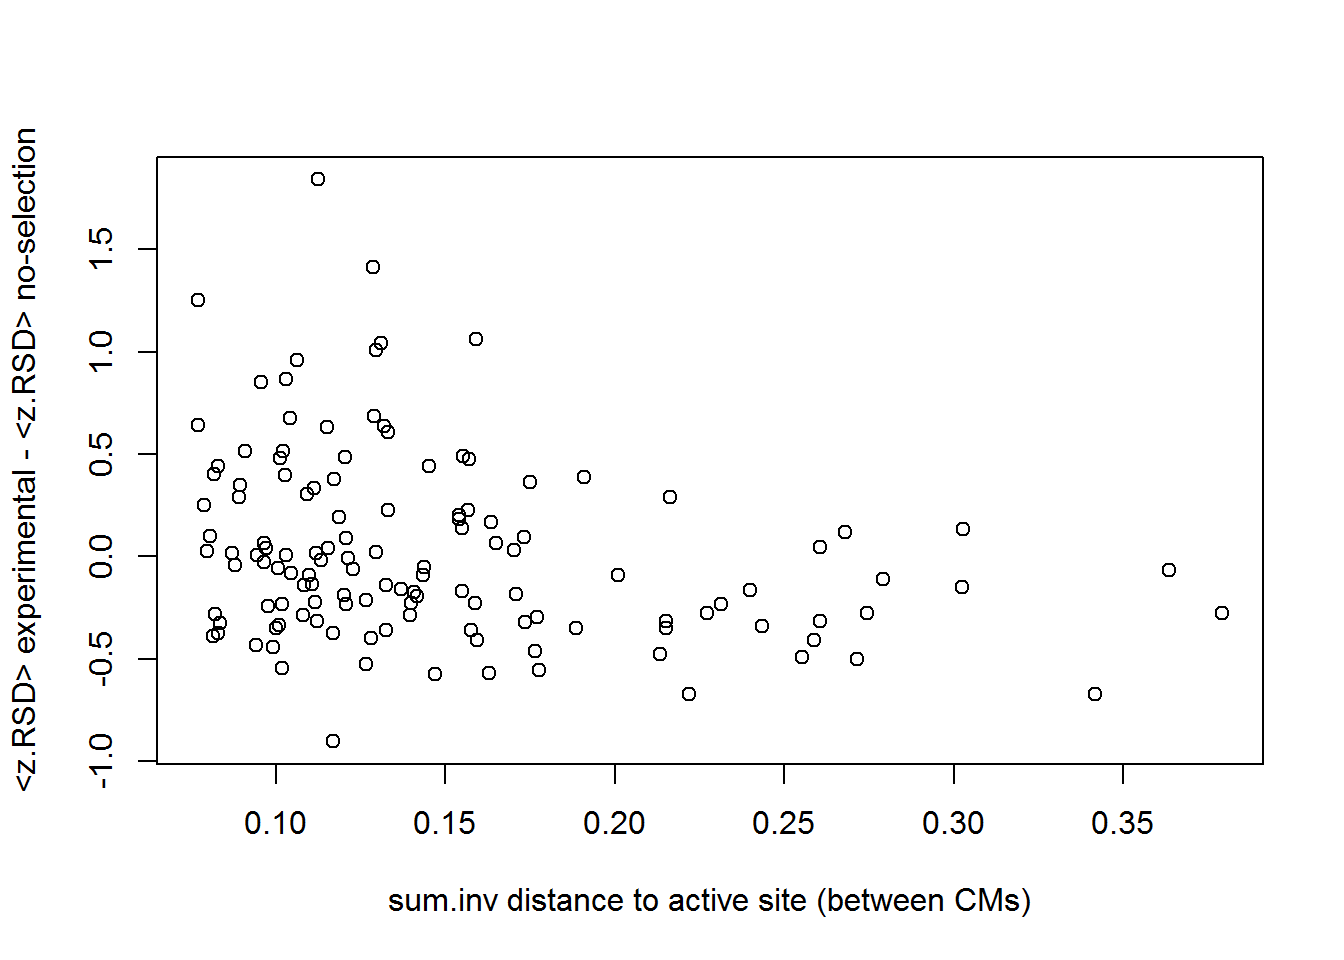 <z.RSD> experimental - <z.RSD> no-selection
1.5
1.0
0.5
0.0
-0.5
-1.0
0.10 0.15 0.20 0.25 0.30 0.35
sum.inv distance to active site (between CMs)